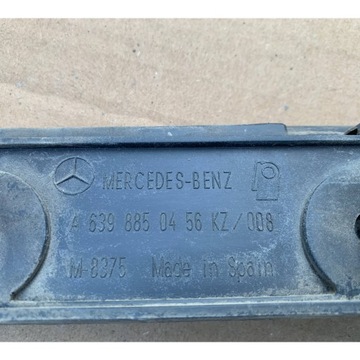 MERCEDES-BENZ
A 639 885 04 56 KZ/008
M-8375 Made in Spain